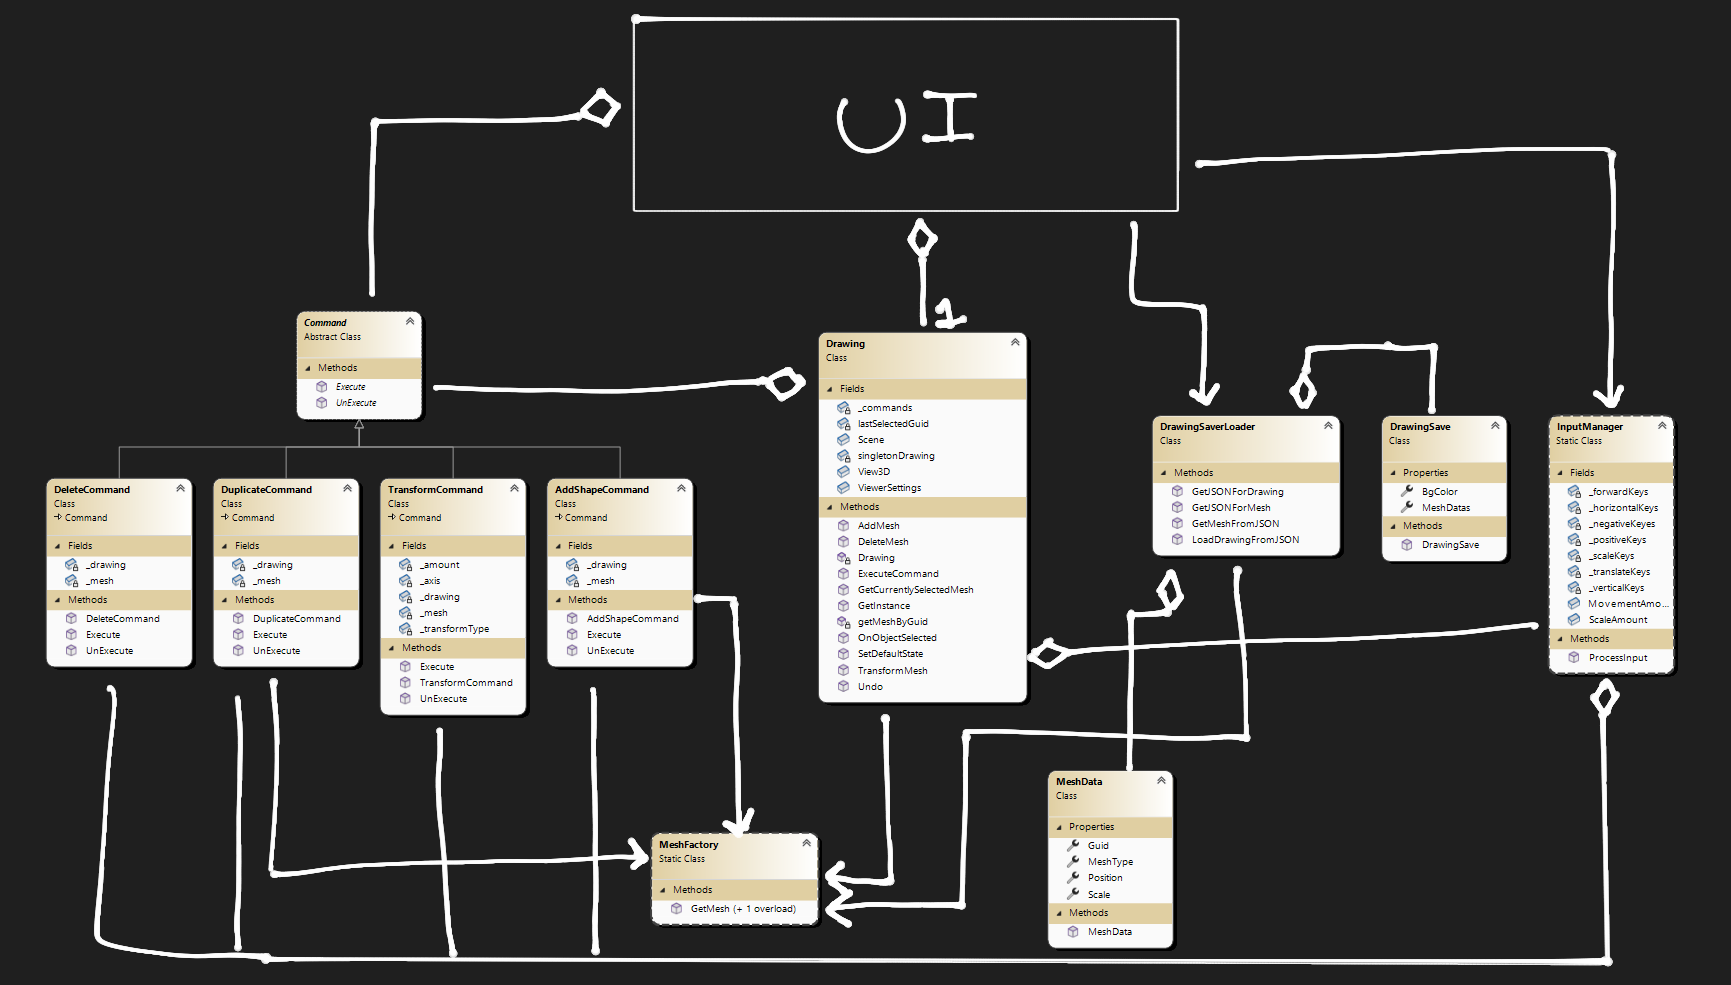 UI
1
Command
Abstract Class
Methods
Execute
UnExecute
Drawing
Class
Fields
_commands
lastSelectedGuid
Scene
singletonDrawing
View3D
ViewerSettings
Methods
AddMesh
DeleteMesh
Drawing
ExecuteCommand
GetCurrentlySelectedMesh
GetInstance
getMeshByGuid
OnObjectSelected
SetDefaultState
TransformMesh
Undo
DrawingSaverLoader
Class
Methods
GetJSONForDrawing
GetJSONForMesh
GetMeshFromJSON
LoadDrawingFromJSON
DrawingSave
Class
Properties
BgColor
MeshDatas
Methods
DrawingSave
InputManager
Static Class
Fields
_forwardKeys
_horizontalKeys
_negativeKeyes
_positiveKeys
_scaleKeys
_translateKeys
_verticalKeys
MovementAmo...
ScaleAmount
Methods
ProcessInput
DeleteCommand
Class
Command
Fields
_drawing
_mesh
Methods
DeleteCommand
Execute
UnExecute
DuplicateCommand
Class
Command
Fields
_drawing
_mesh
Methods
DuplicateCommand
Execute
UnExecute
TransformCommand
Class
Command
Fields
_amount
_axis
_drawing
_mesh
_transformType
Methods
Execute
TransformCommand
UnExecute
AddShapeCommand
Class
Command
Fields
_drawing
_mesh
Methods
AddShapeCommand
Execute
UnExecute
MeshFactory
Static Class
Methods
GetMesh (+ 1 overload)
MeshData
Class
Properties
Guid
MeshType
Position
Scale
Methods
MeshData